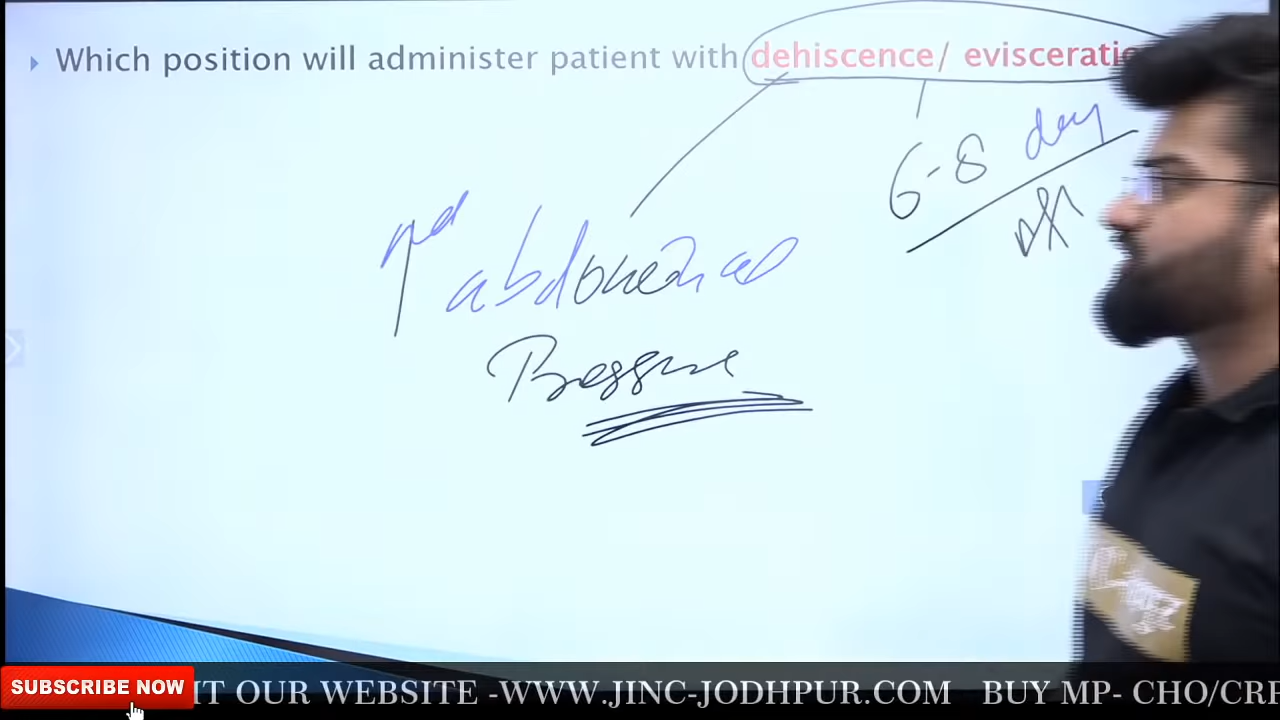 Which position will administer patient with dehiscence/ eviscerati
6-8 day
abdominal
SUBSCRIBE NOW
IT OUR WEBSITE -WWW.JINC-JODHPUR.COM BUY MP- CHO/CRE